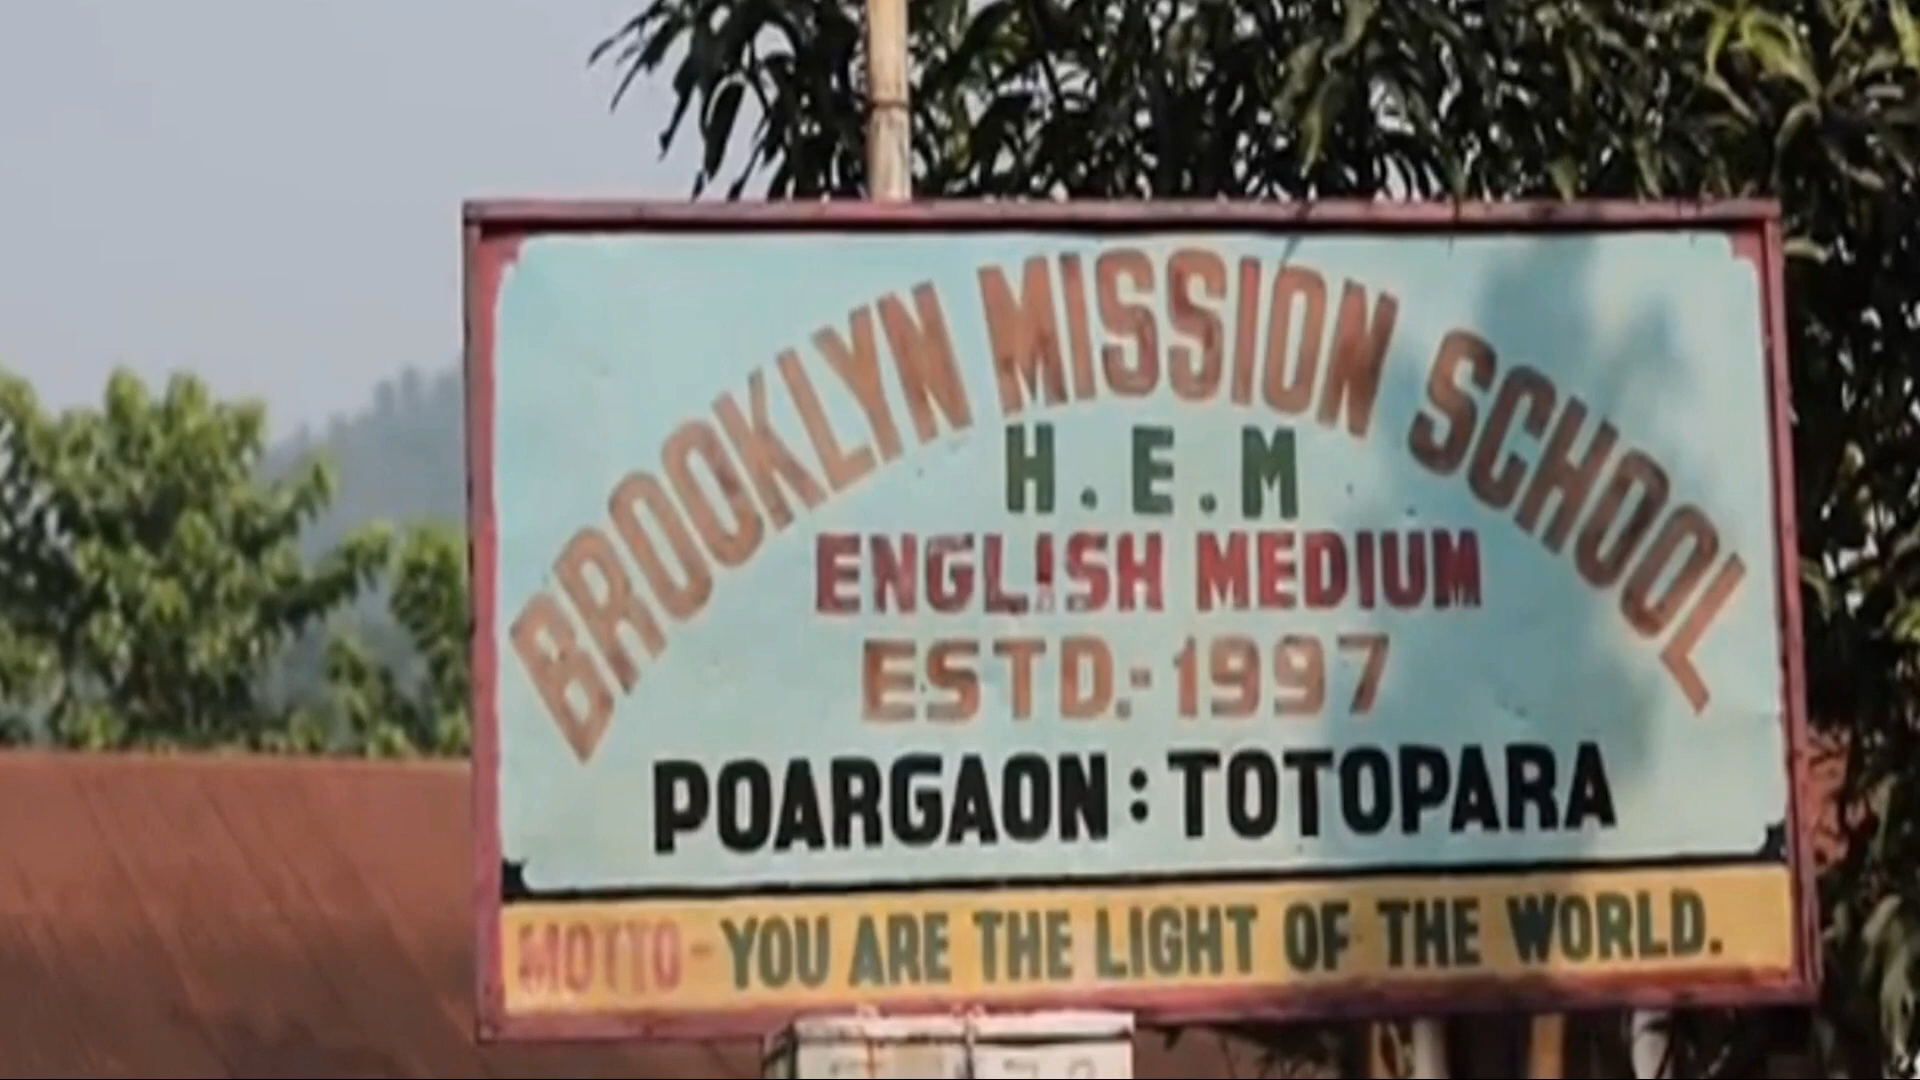 BROOKLYN MISSION SCHOOL
H.E.M
ENGLISH MEDIUM
ESTD:-1997
POARGAON:TOTOPARA
MOTTO-YOU ARE THE LIGHT OF THE WORLD.